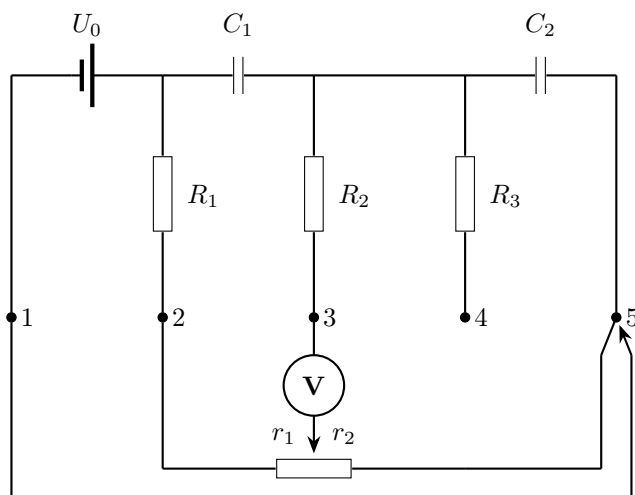 U₀ C₁ C₂
R₁ R₂ R₃
1 2 3 4 5
V
r₁ r₂